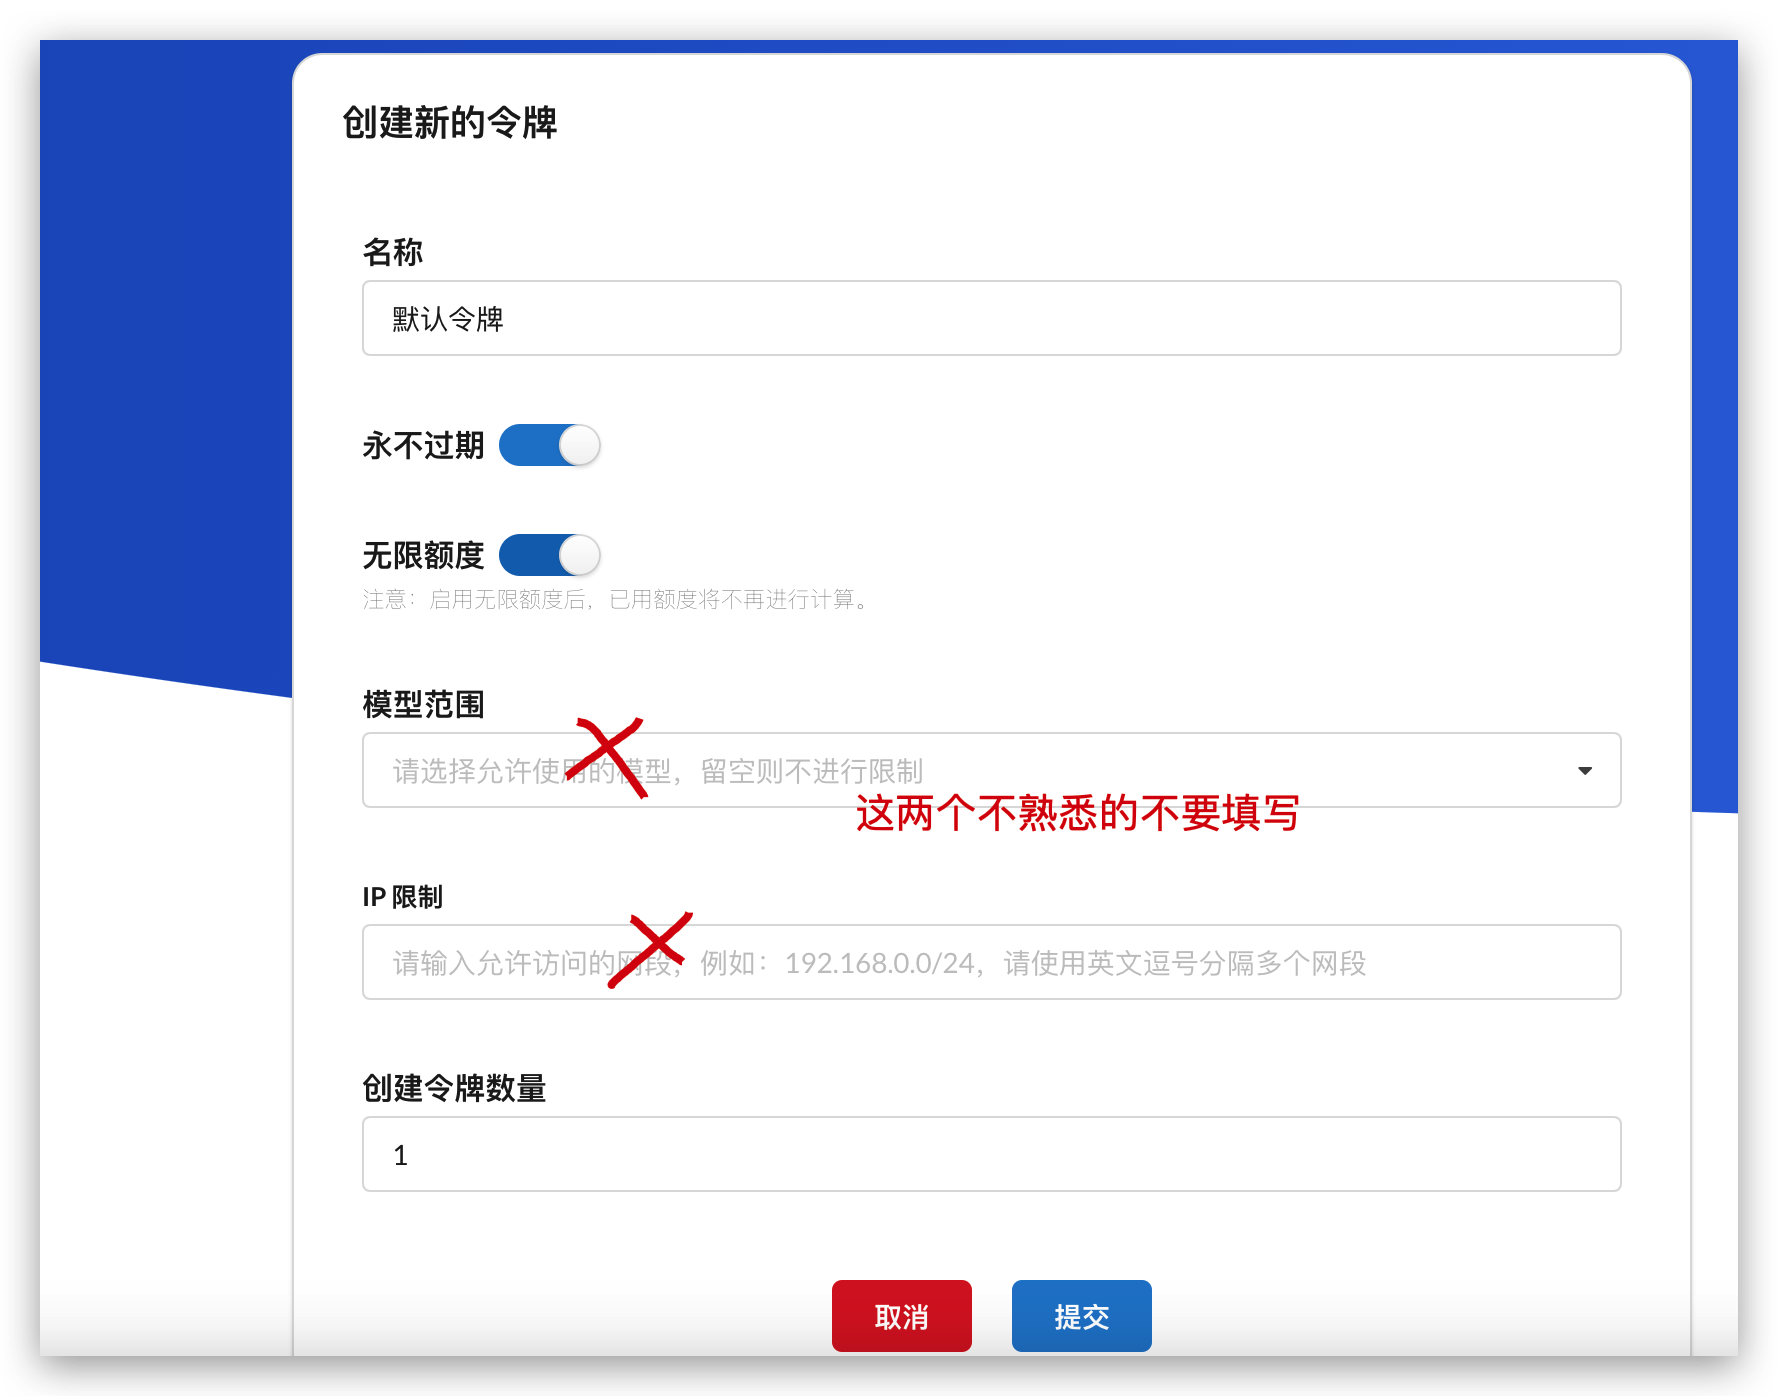 创建新的令牌
名称
默认令牌
永不过期
无限额度
注意：启用无限额度后，已用额度将不再进行计算。
模型范围
请选择允许使用的模型，留空则不进行限制
这两个不熟悉的不要填写
IP 限制
请输入允许访问的网段，例如：192.168.0.0/24，请使用英文逗号分隔多个网段
创建令牌数量
1
取消
提交